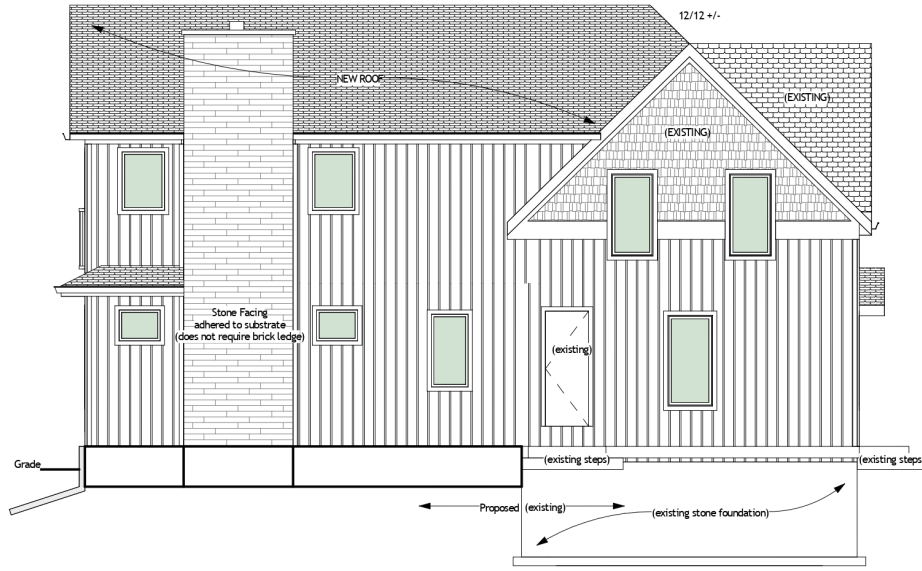 12/12 +/-
NEW ROOF
(EXISTING)
(EXISTING)
Stone Facing
adhered to substrate
(does not require brick ledge)
(existing)
Grade
(existing steps)
(existing steps
Proposed (existing)
(existing stone foundation)